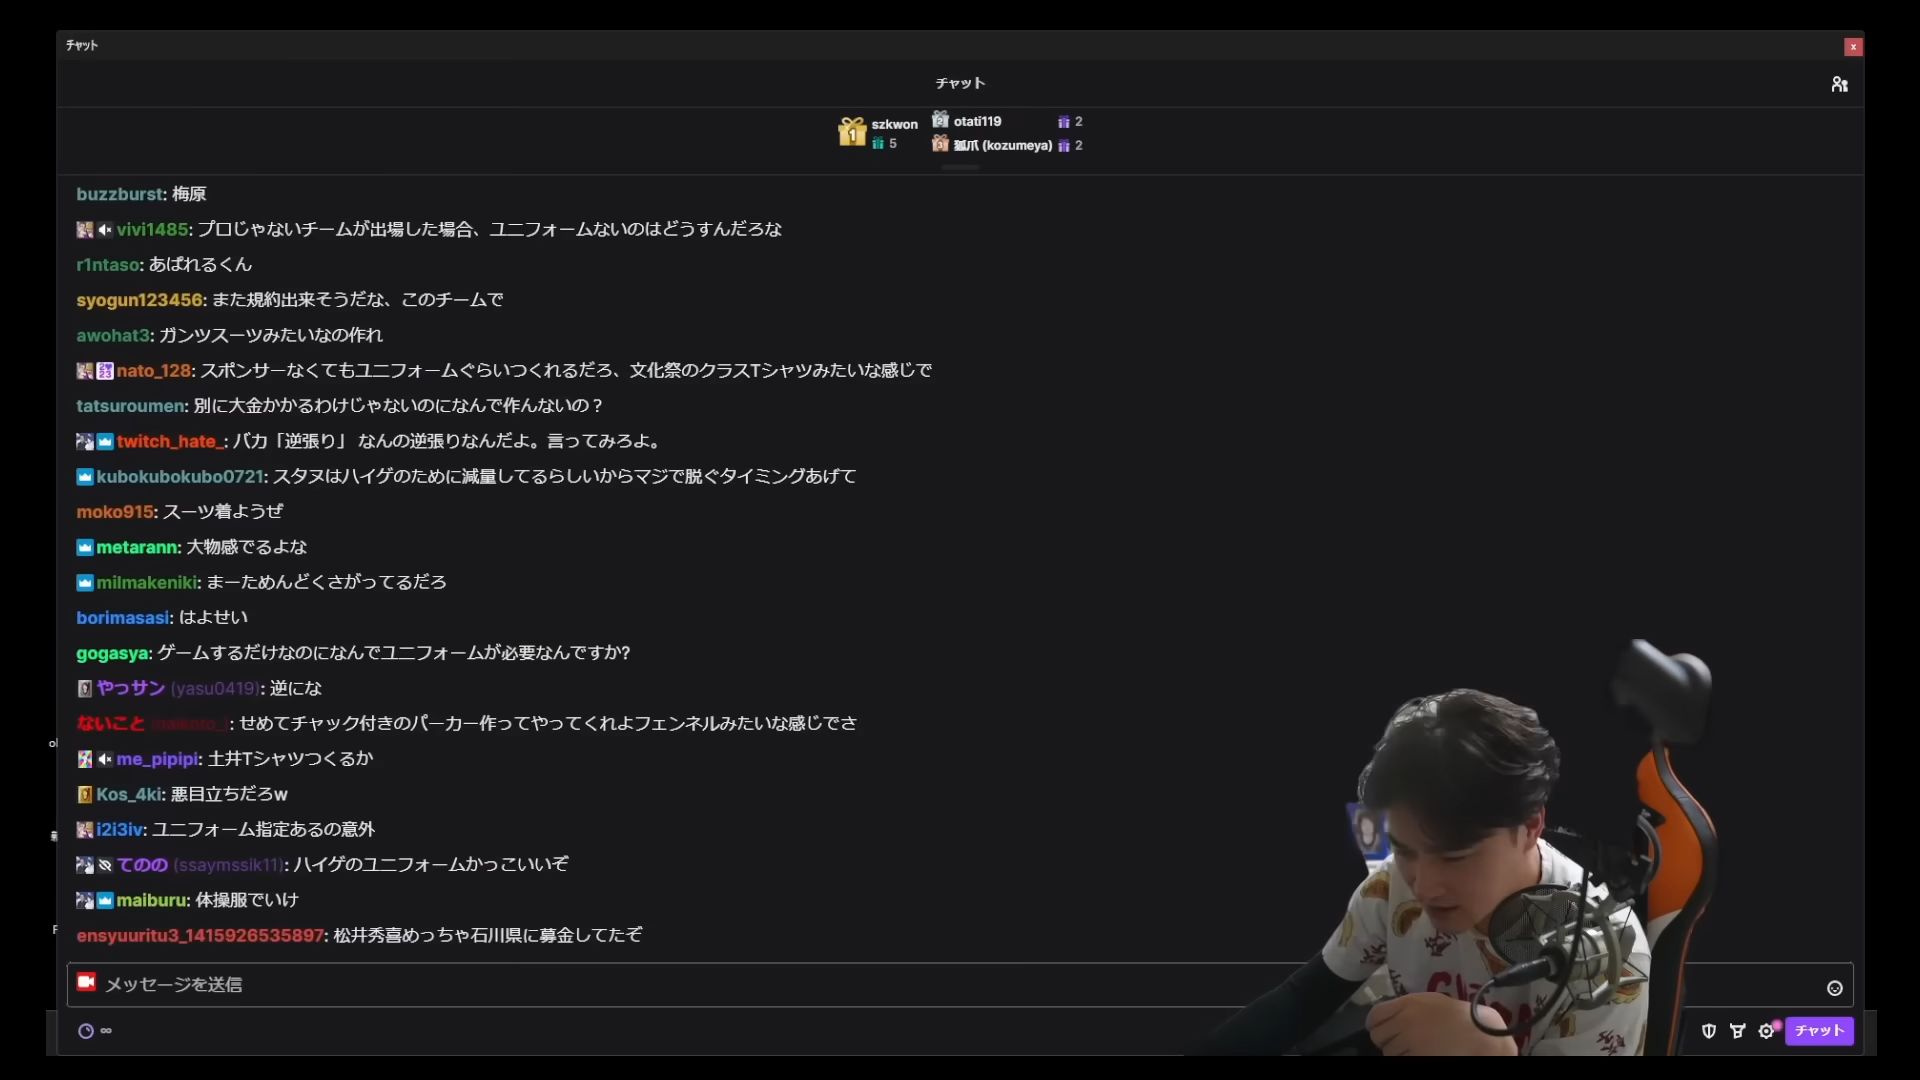 チャット
チャット
szkwon
5
otati119 2
狐爪 (kozumeya) 2
buzzburst: 梅原
vivi1485: プロじゃないチームが出場した場合、ユニフォームないのはどうすんだろな
r1ntaso: あぱれるくん
syogun123456: また規約出来そうだな、このチームで
awohat3: ガンツスーツみたいなの作れ
nato_128: スポンサーなくてもユニフォームぐらいつくれるだろ、文化祭のクラスTシャツみたいな感じで
tatsuroumen: 別に大金かかるわけじゃないのになんで作んないの？
twitch_hate_: バカ「逆張り」 なんの逆張りなんだよ。言ってみろよ。
kubokubokubo0721: スタヌはハイゲのために減量してるらしいからマジで脱ぐタイミングあげて
moko915: スーツ着ようぜ
metarann: 大物感でるよな
milmakeniki: まーためんどくさがってるだろ
borimasasi: はよせい
gogasya: ゲームするだけなのになんでユニフォームが必要なんですか?
やっサン (yasu0419): 逆にな
ないこと : せめてチャック付きのパーカー作ってやってくれよフェンネルみたいな感じでさ
me_pipipi: 土井Tシャツつくるか
Kos_4ki: 悪目立ちだろw
i2i3iv: ユニフォーム指定あるの意外
てのの (ssaymssik11): ハイゲのユニフォームかっこいいぞ
maiburu: 体操服でいけ
ensyuuritu3_1415926535897: 松井秀喜めっちゃ石川県に募金してたぞ
メッセージを送信
チャット